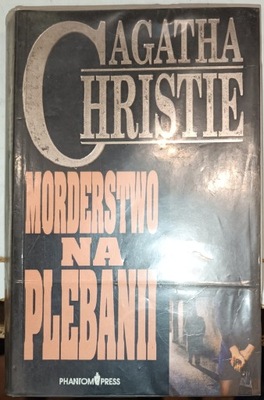 AGATHA
CHRISTIE
MORDERSTWO
NA
PLEBANII
PHANTOM PRESS